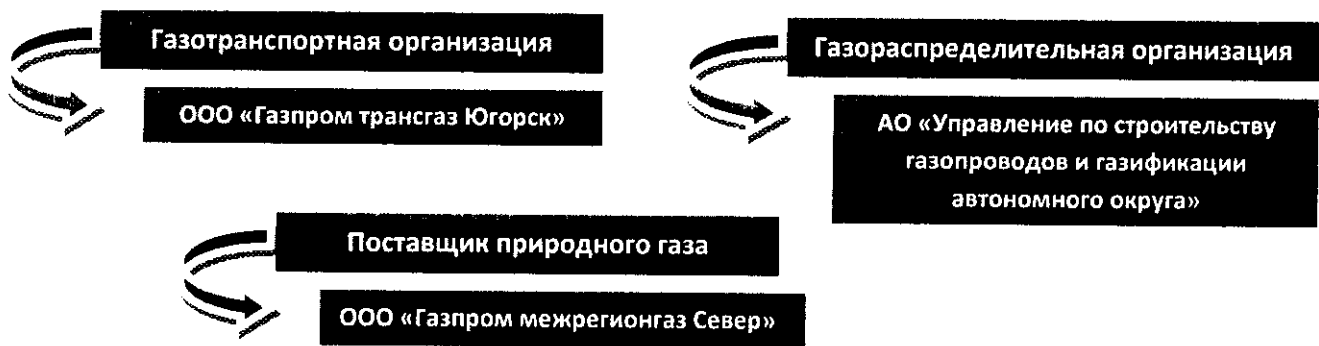 Газотранспортная организация
ООО «Газпром трансгаз Югорск»
Газораспределительная организация
АО «Управление по строительству
газопроводов и газификации
автономного округа»
Поставщик природного газа
ООО «Газпром межрегионгаз Север»